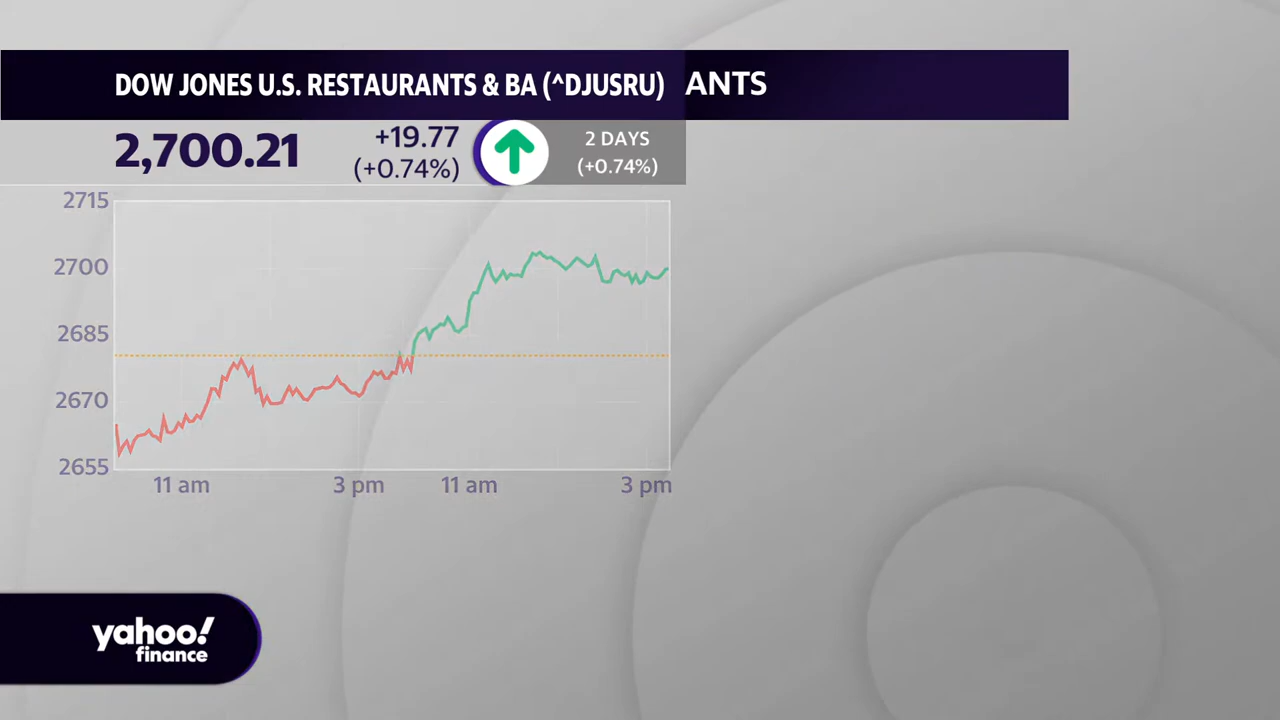 DOW JONES U.S. RESTAURANTS & BA (^DJUSRU) ANTS
2,700.21
+19.77
(+0.74%)
2 DAYS
(+0.74%)
2715
2700
2685
2670
2655
11 am 3 pm 11 am 3 pm
yahoo!
finance